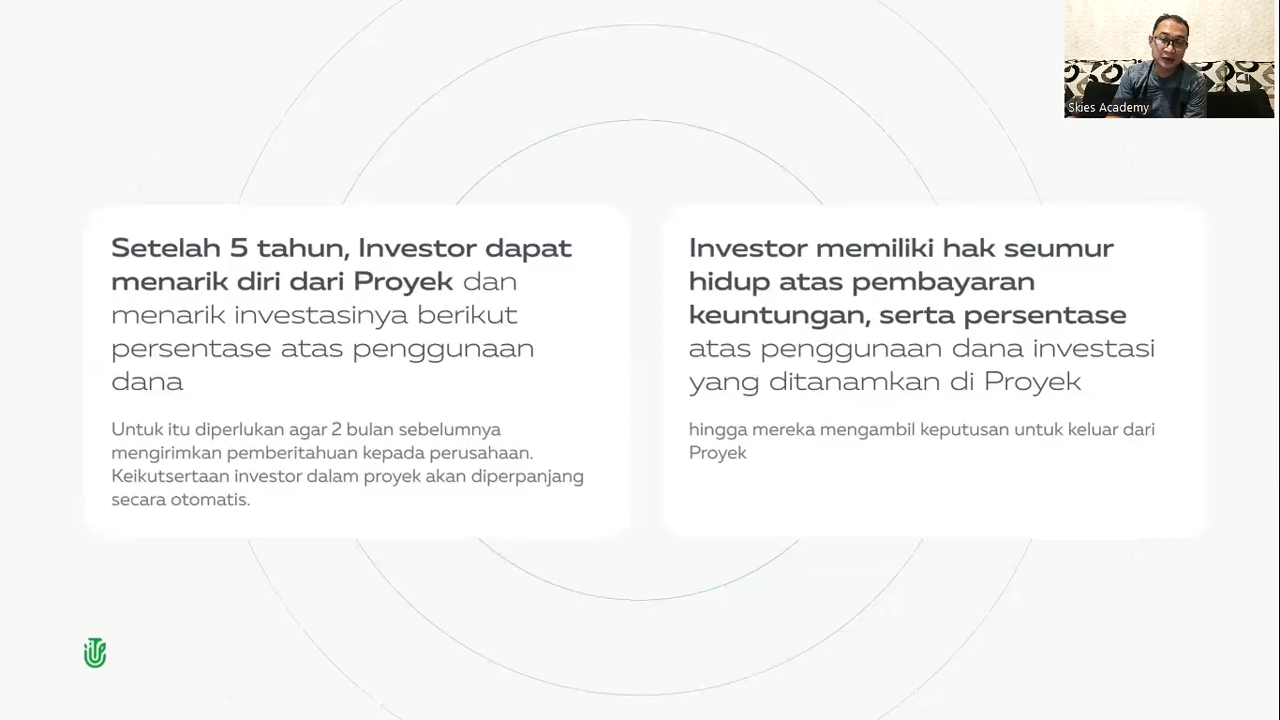 Skies Academy
Setelah 5 tahun, Investor dapat
menarik diri dari Proyek dan
menarik investasinya berikut
persentase atas penggunaan
dana
Untuk itu diperlukan agar 2 bulan sebelumnya
mengirimkan pemberitahuan kepada perusahaan.
Keikutsertaan investor dalam proyek akan diperpanjang
secara otomatis.
Investor memiliki hak seumur
hidup atas pembayaran
keuntungan, serta persentase
atas penggunaan dana investasi
yang ditanamkan di Proyek
hingga mereka mengambil keputusan untuk keluar dari
Proyek